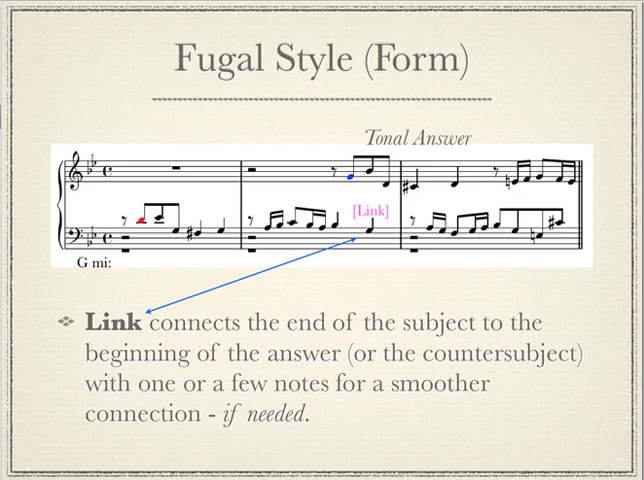 Fugal Style (Form)
Tonal Answer
[Link]
G mi:
Link connects the end of the subject to the
beginning of the answer (or the countersubject)
with one or a few notes for a smoother
connection - if needed.